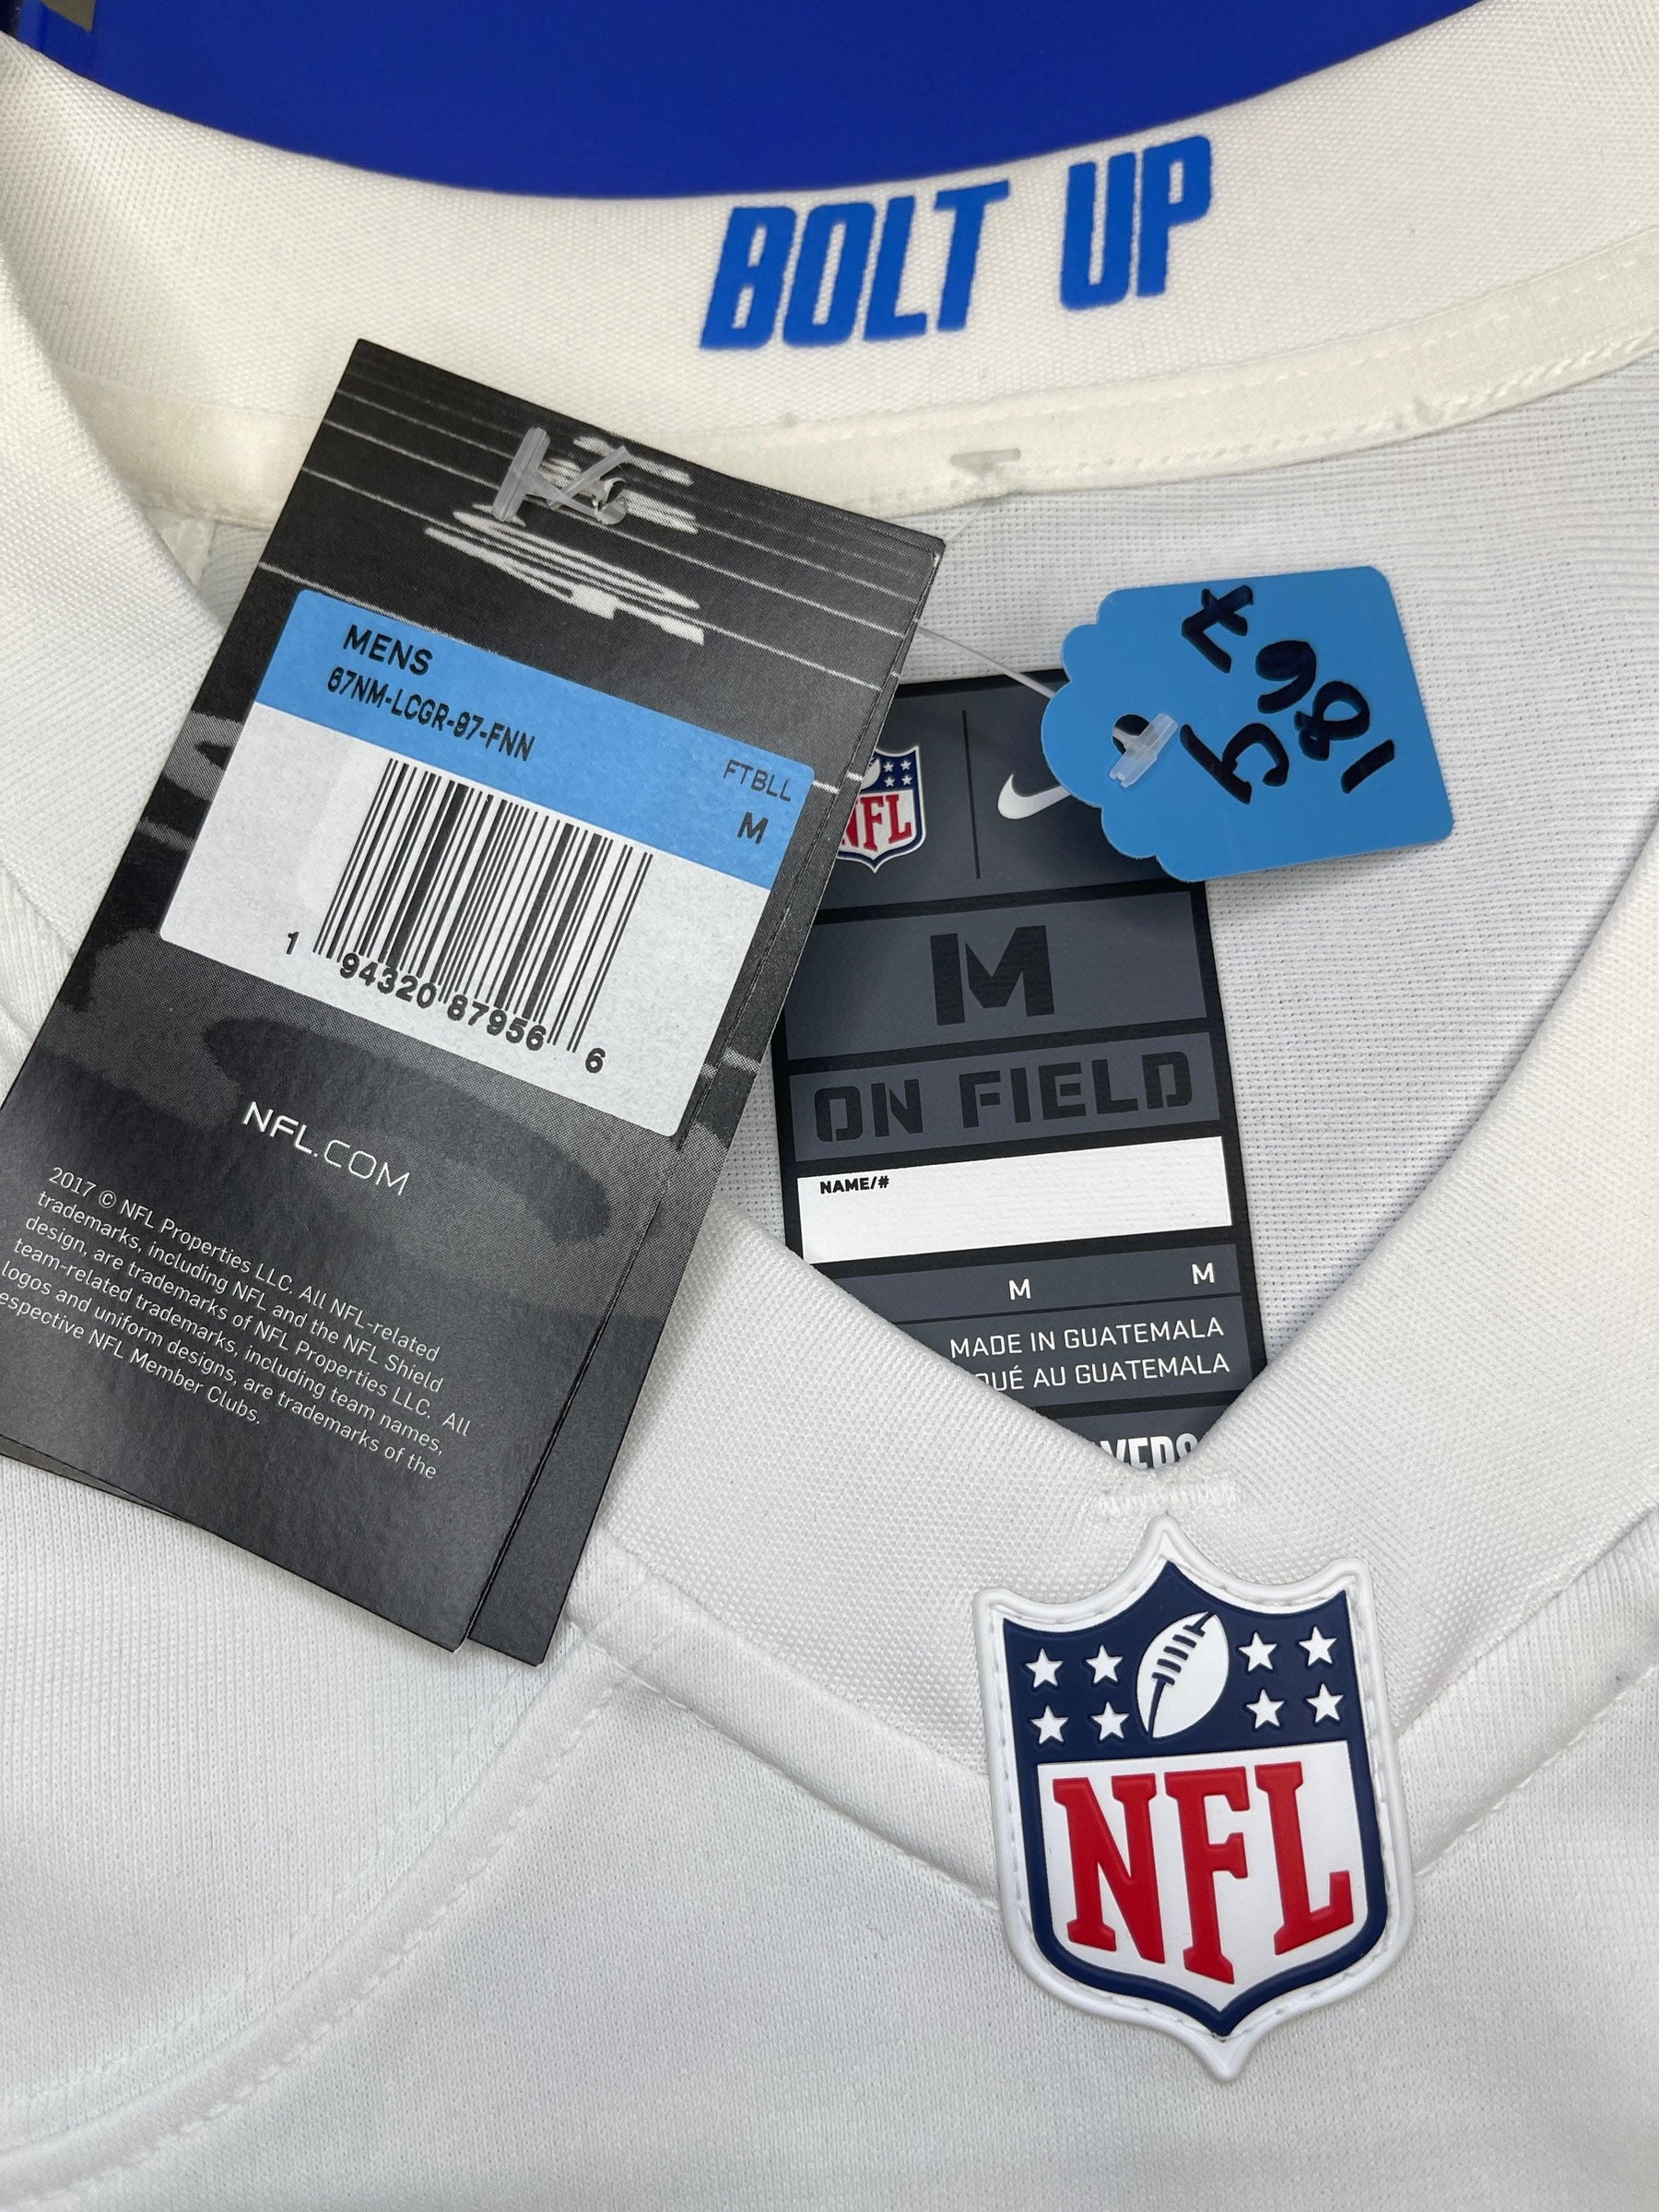 BOLT UP
MENS
67NM-LCGR-97-FNN
FTBLL
M
1 94320 87956 6
NFL.COM
2017 © NFL Properties LLC. All NFL-related
trademarks, including NFL and the NFL Shield
design, are trademarks of NFL Properties LLC. All
team-related trademarks, including team names,
logos and uniform designs, are trademarks of the
espective NFL Member Clubs.
1867
NFL
M
ON FIELD
NAME/#
M M
MADE IN GUATEMALA
QUÉ AU GUATEMALA
NFL